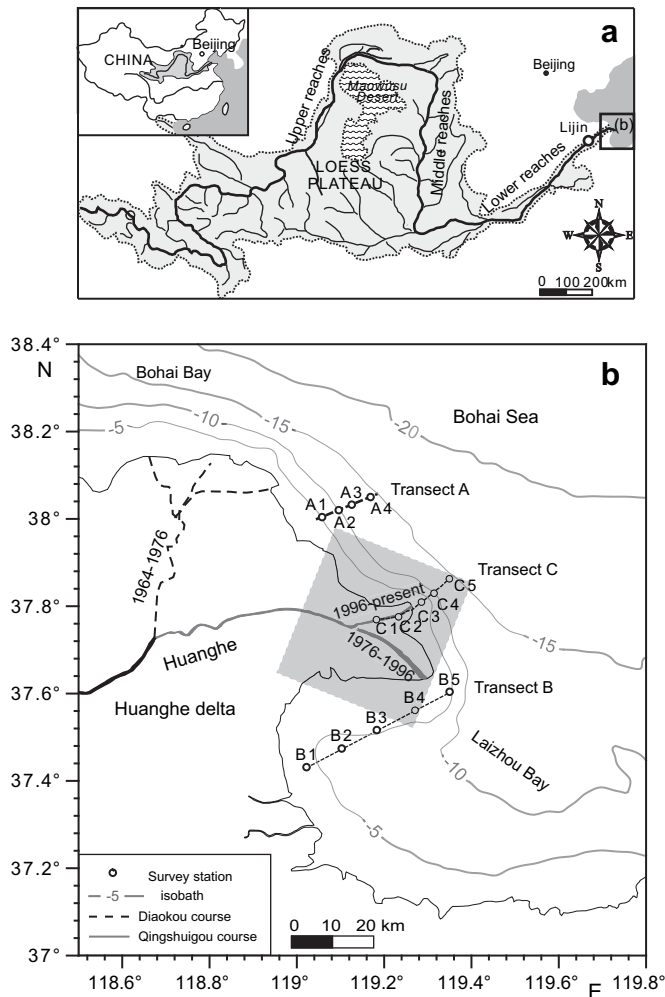 a
CHINA
Beijing
Upper reaches
Maowusu
Desert
Middle reaches
LOESS
PLATEAU
Beijing
Lijin
(b)
Lower reaches
N
W
E
S
0 100 200km
38.4°
N
38.2°
38°
37.8°
37.6°
37.4°
37.2°
37°
b
Bohai Bay
Bohai Sea
-5
-10
-15
-20
A1
A2
A3
A4
Transect A
1964-1976
Transect C
1996-present
C1
C2
C3
C4
C5
-15
1976-1996
Huanghe
Huanghe delta
B1
B2
B3
B4
B5
Transect B
Laizhou Bay
-10
-5
Survey station
-5 isobath
Diaokou course
Qingshuigou course
0 10 20 km
118.6° 118.8° 119° 119.2° 119.4° 119.6° 119.8°
E